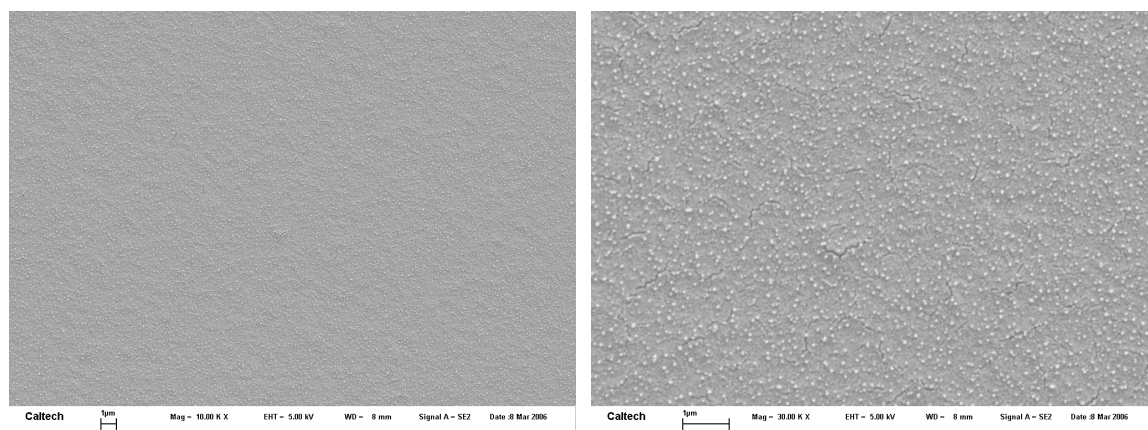 Caltech 1µm Mag = 10.00 K X EHT = 5.00 kV WD = 8 mm Signal A = SE2 Date :8 Mar 2006
Caltech 1µm Mag = 30.00 K X EHT = 5.00 kV WD = 8 mm Signal A = SE2 Date :8 Mar 2006